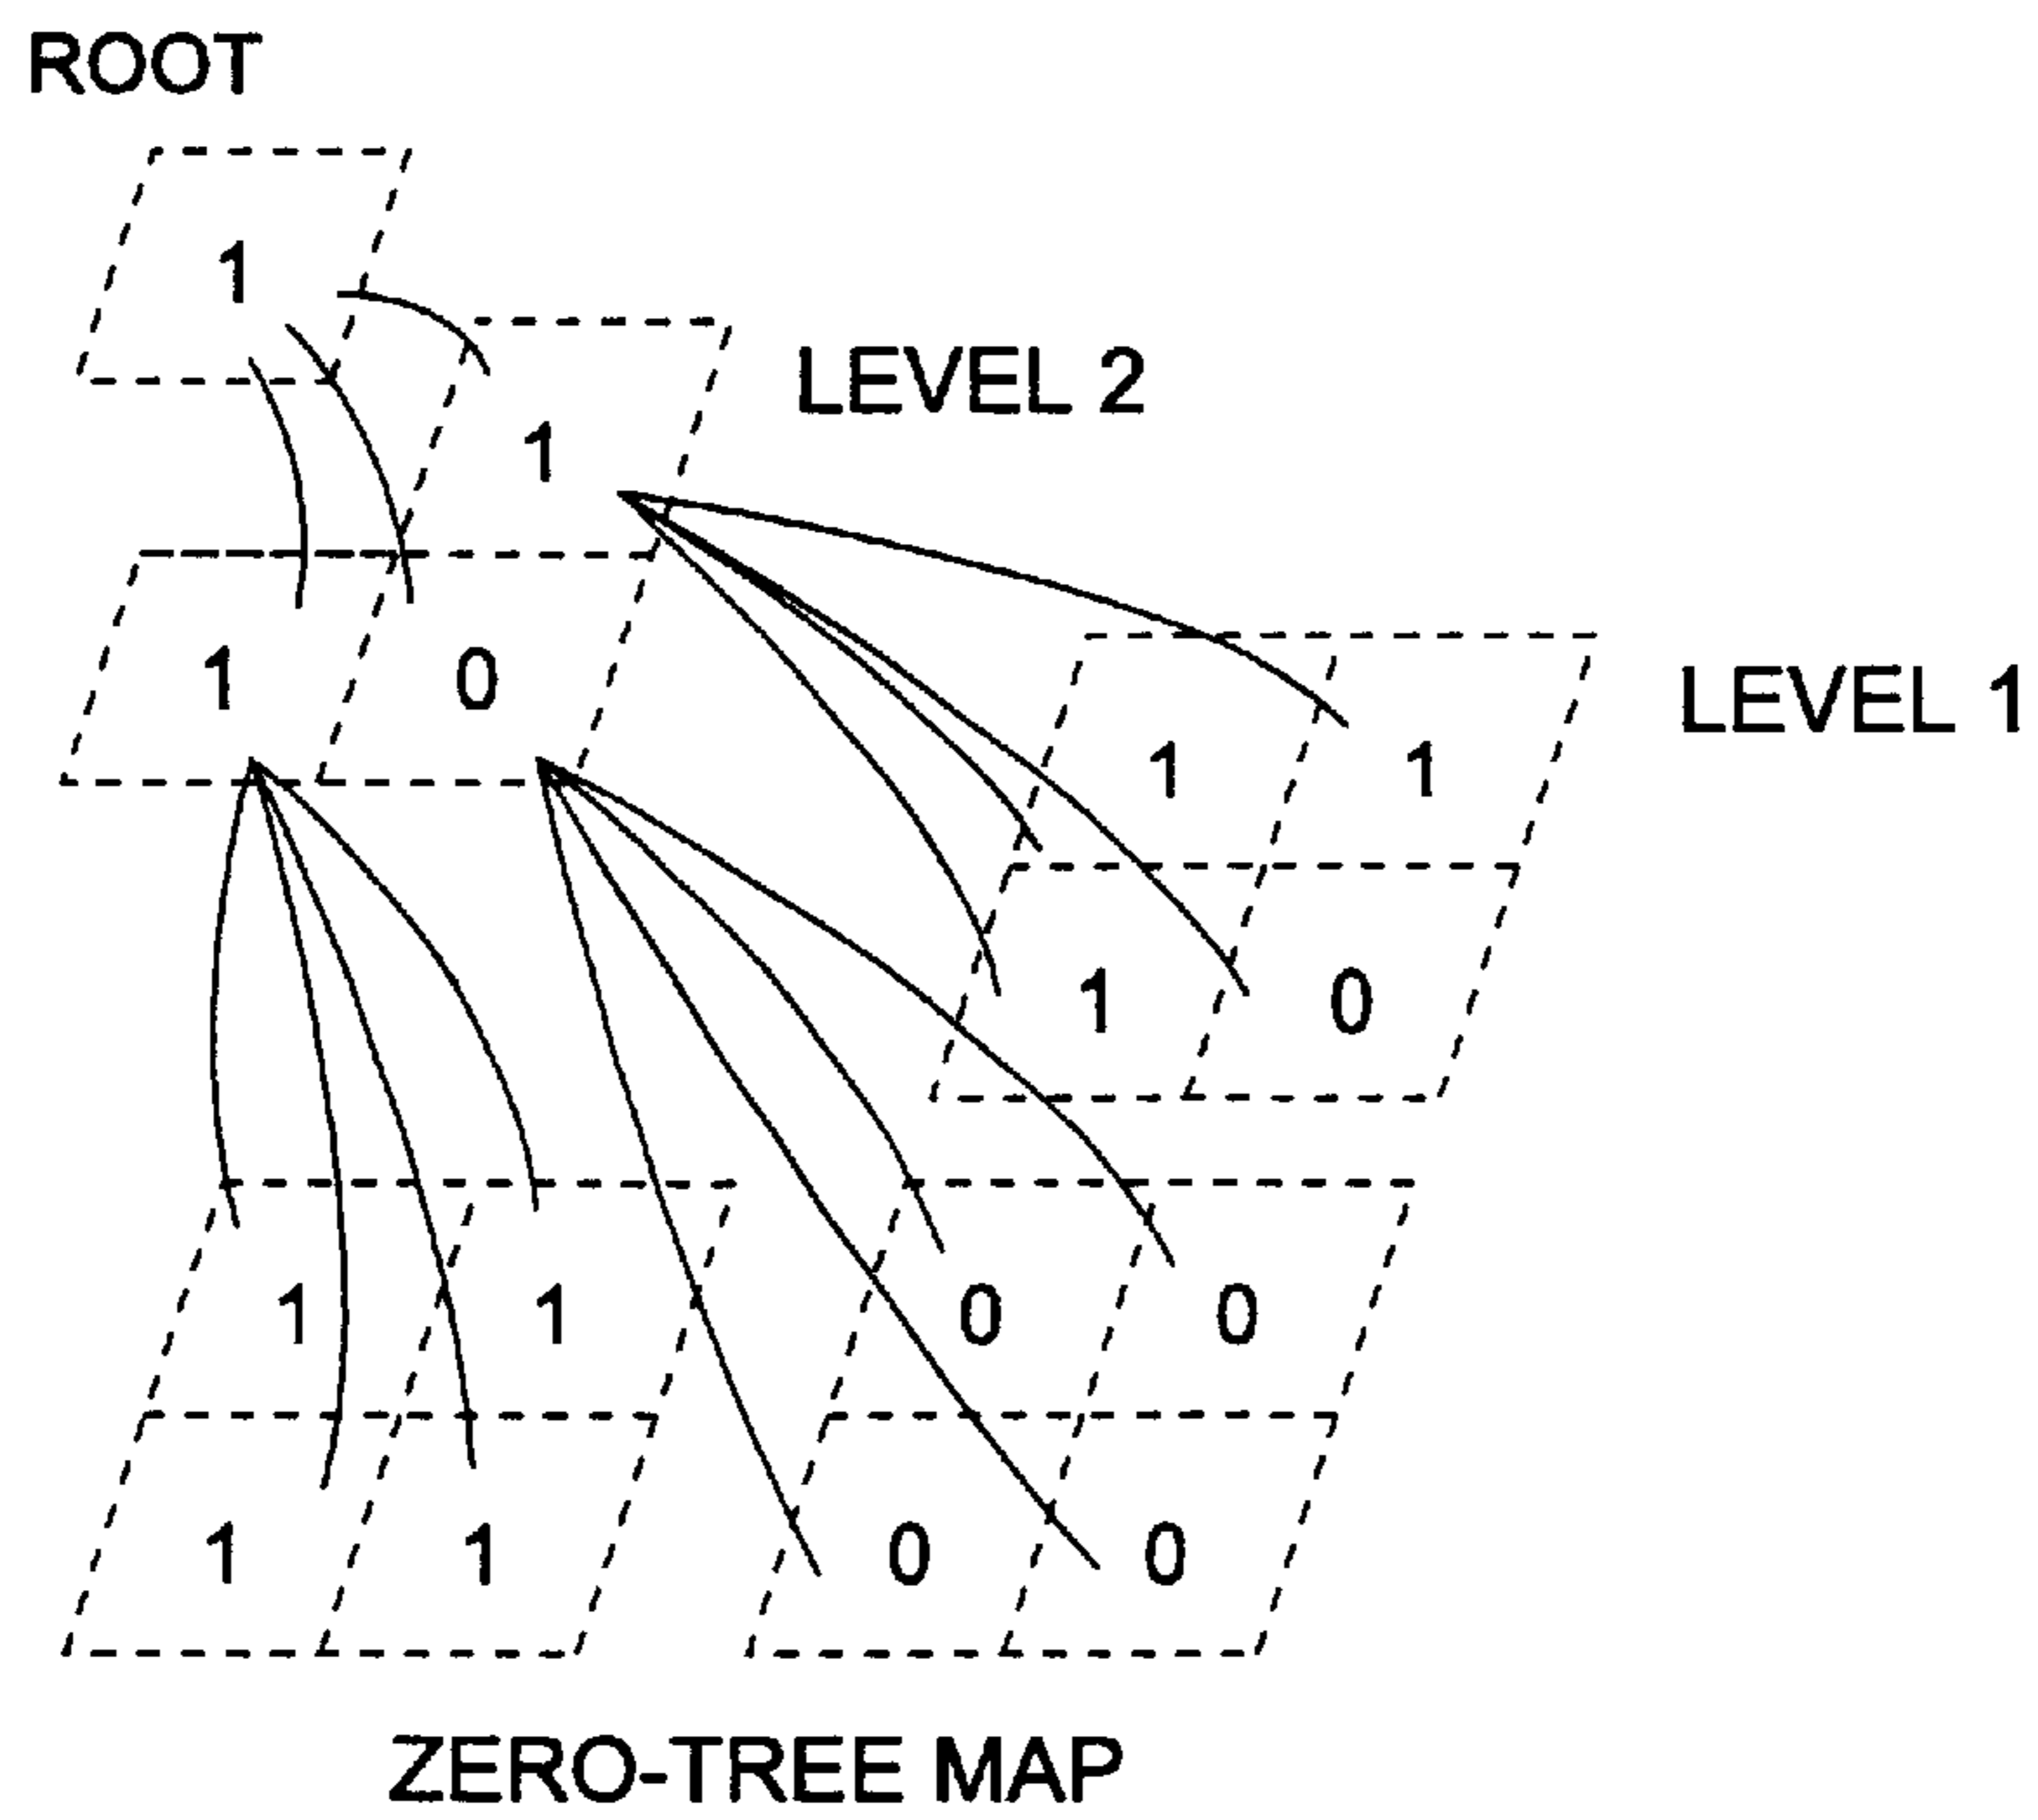 ROOT
1
LEVEL 2
1
1 0
LEVEL 1
1 1
1 0
1 1 0 0
1 1 0 0
ZERO-TREE MAP